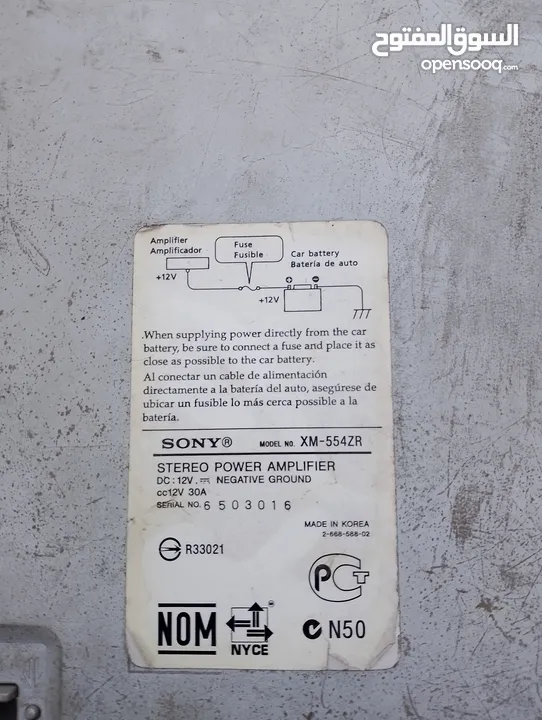 السوق المفتوح
opensooq.com
Amplifier
Amplificador
+12V
Fuse
Fusible
Car battery
Batería de auto
+12V
.When supplying power directly from the car
battery, be sure to connect a fuse and place it as
close as possible to the car battery.
Al conectar un cable de alimentación
directamente a la batería del auto, asegúrese de
ubicar un fusible lo más cerca possible a la
batería.
SONY® MODEL NO. XM-554ZR
STEREO POWER AMPLIFIER
DC: 12V NEGATIVE GROUND
CC12V 30A
SERIAL NO. 6503016
MADE IN KOREA
2-668-568-02
R33021
PCT
NOM
NYCE
N50